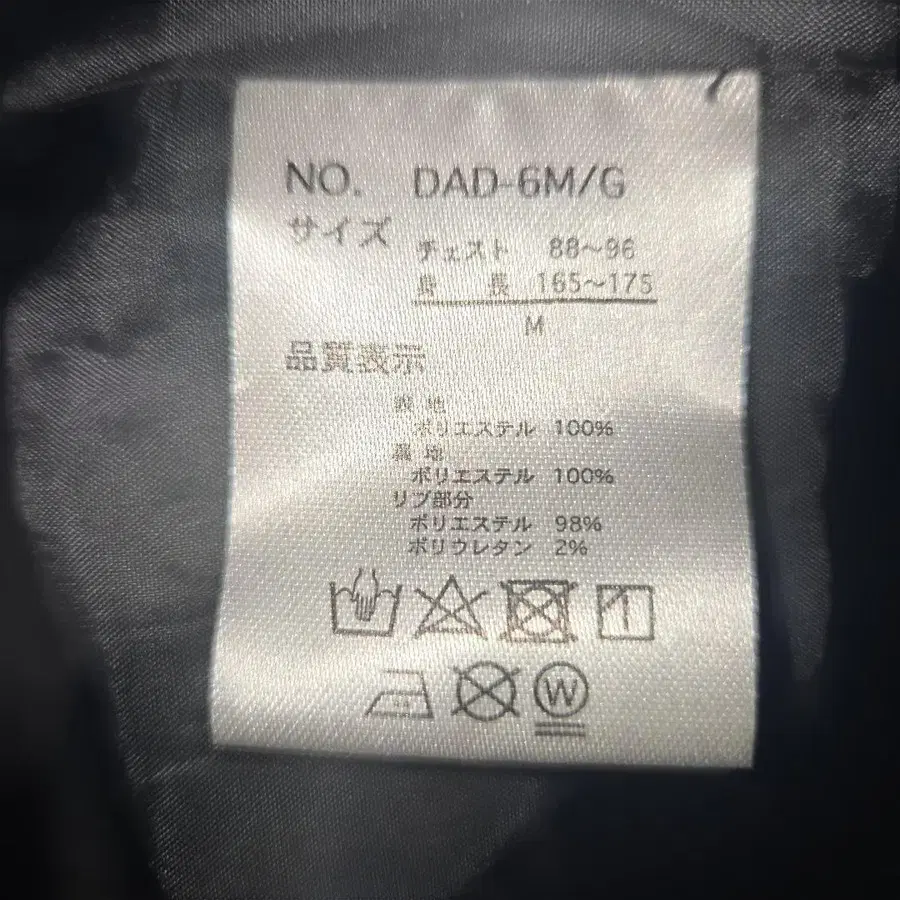 NO. DAD-6M/G
サイズ
チェスト 88～96
身長 165～175
M
品質表示
表地
ポリエステル 100%
裏地
ポリエステル 100%
リブ部分
ポリエステル 98%
ポリウレタン 2%
W